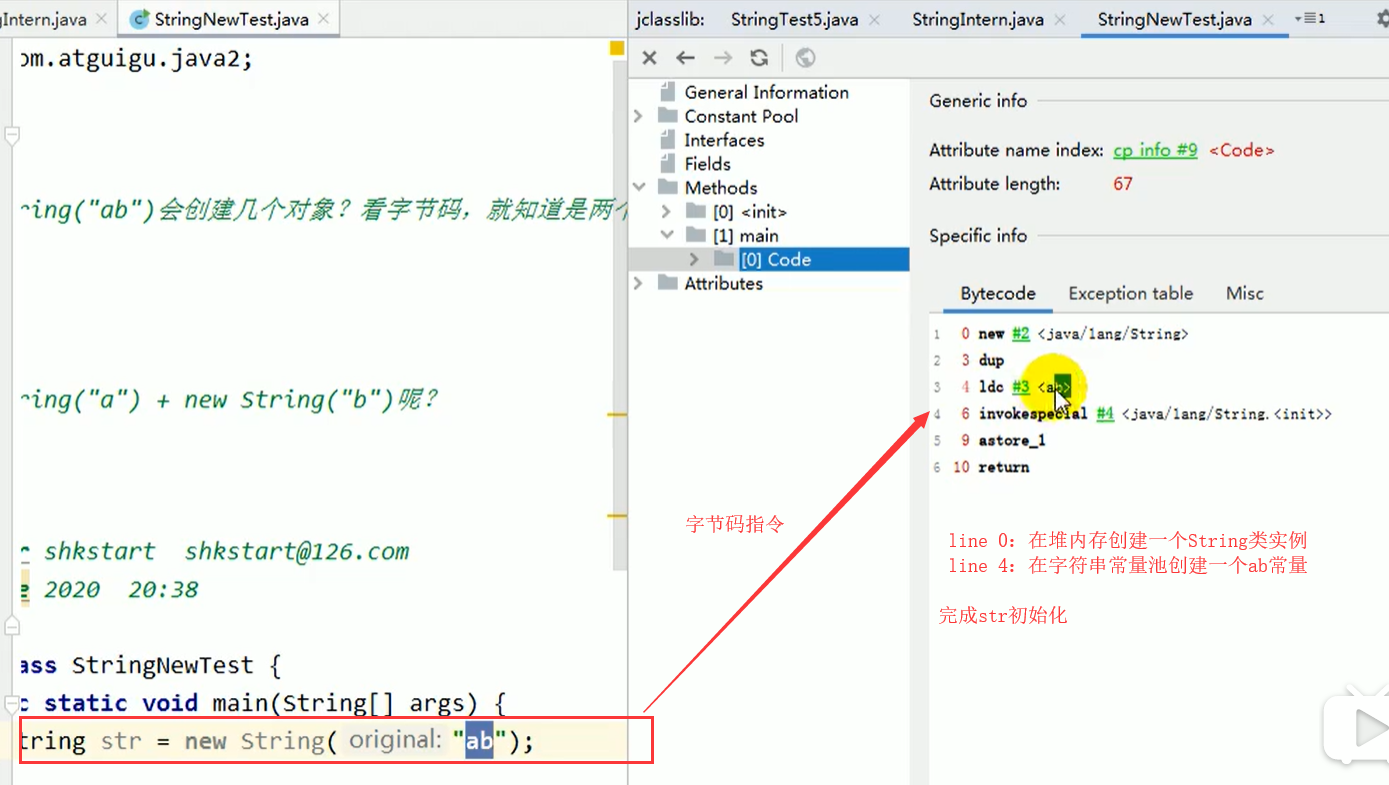 Intern.java
StringNewTest.java
om.atguigu.java2;
ring("ab")会创建几个对象？看字节码，就知道是两个
ring("a") + new String("b")呢？
shkstart shkstart@126.com
2020 20:38
ass StringNewTest {
c static void main(String[] args) {
tring str = new String( original: "ab");
jclasslib:
StringTest5.java
StringIntern.java
StringNewTest.java
1
General Information
Constant Pool
Interfaces
Fields
Methods
[0] <init>
[1] main
[0] Code
Attributes
Generic info
Attribute name index: cp info #9 <Code>
Attribute length: 67
Specific info
Bytecode
Exception table
Misc
1 0 new #2 <java/lang/String>
2 3 dup
3 4 ldc #3 <ab>
4 6 invokespecial #4 <java/lang/String.<init>>
5 9 astore_1
6 10 return
字节码指令
line 0：在堆内存创建一个String类实例
line 4：在字符串常量池创建一个ab常量
完成str初始化